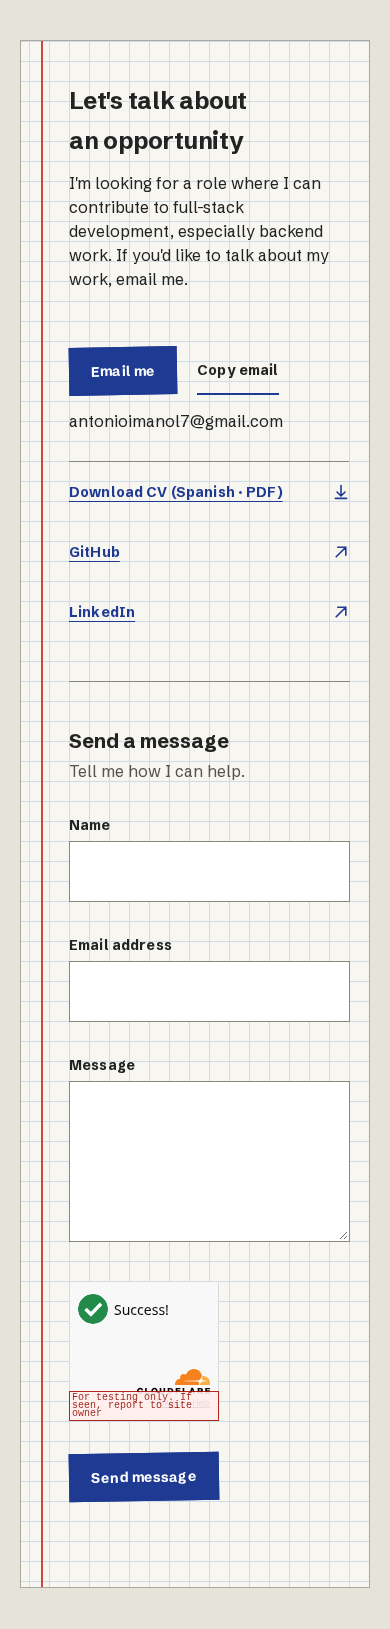 Let's talk about
an opportunity
I'm looking for a role where I can
contribute to full-stack
development, especially backend
work. If you'd like to talk about my
work, email me.
Email me
Copy email
antonioimanol7@gmail.com
Download CV (Spanish · PDF)
GitHub
LinkedIn
Send a message
Tell me how I can help.
Name
Email address
Message
Success!
CLOUDFLARE
For testing only. If
seen, report to site
owner
Send message